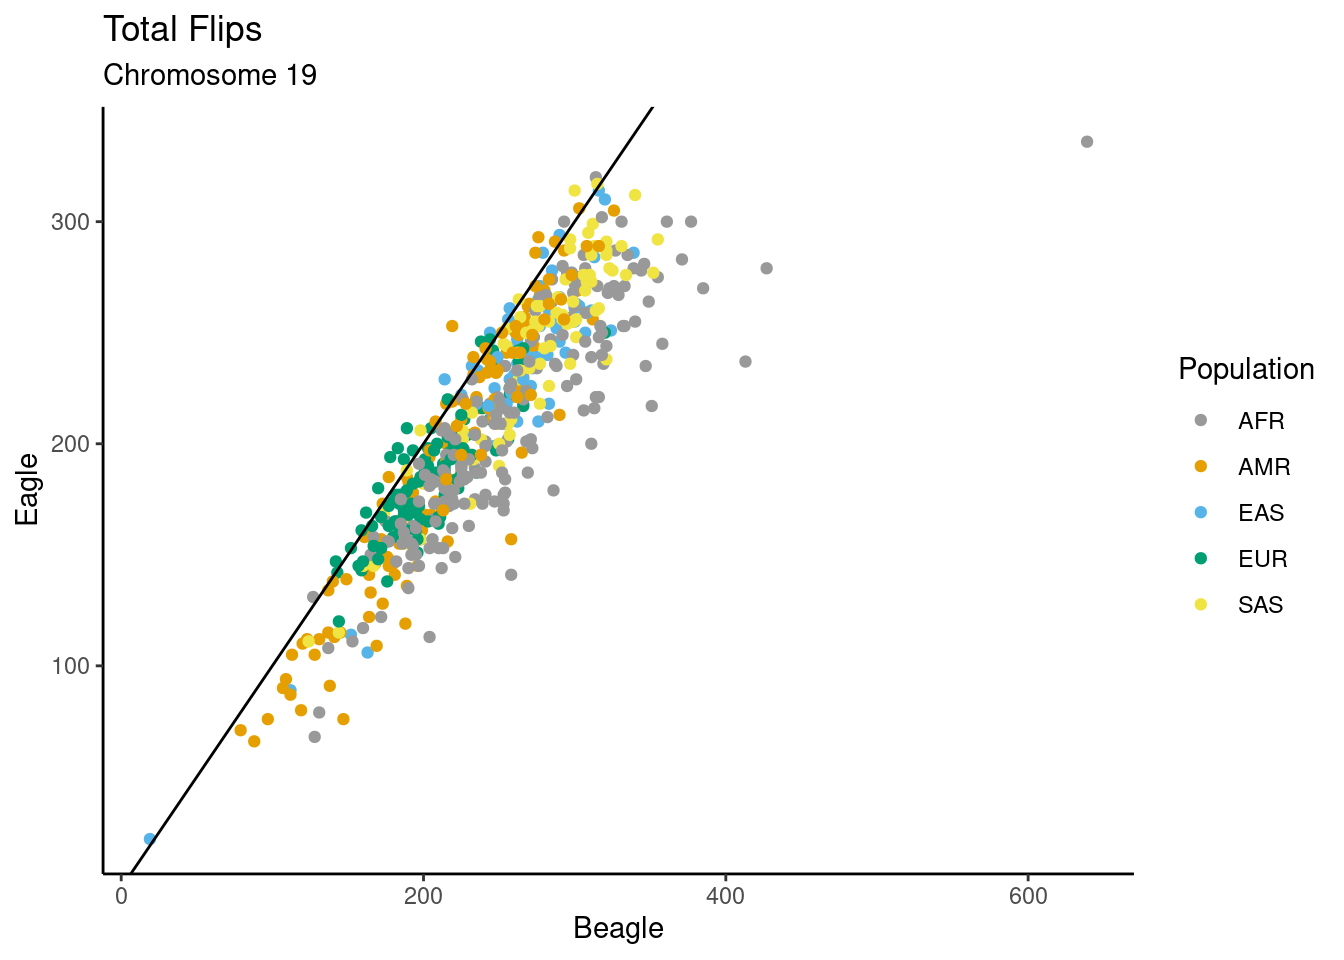 Total Flips
Chromosome 19
Eagle
300
200
100
0
200
400
600
Beagle
Population
AFR
AMR
EAS
EUR
SAS